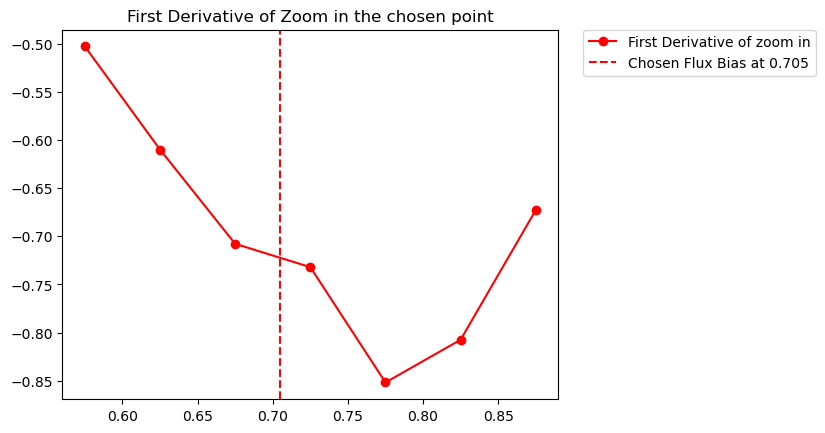 First Derivative of Zoom in the chosen point
First Derivative of zoom in
Chosen Flux Bias at 0.705
−0.50
−0.55
−0.60
−0.65
−0.70
−0.75
−0.80
−0.85
0.60 0.65 0.70 0.75 0.80 0.85